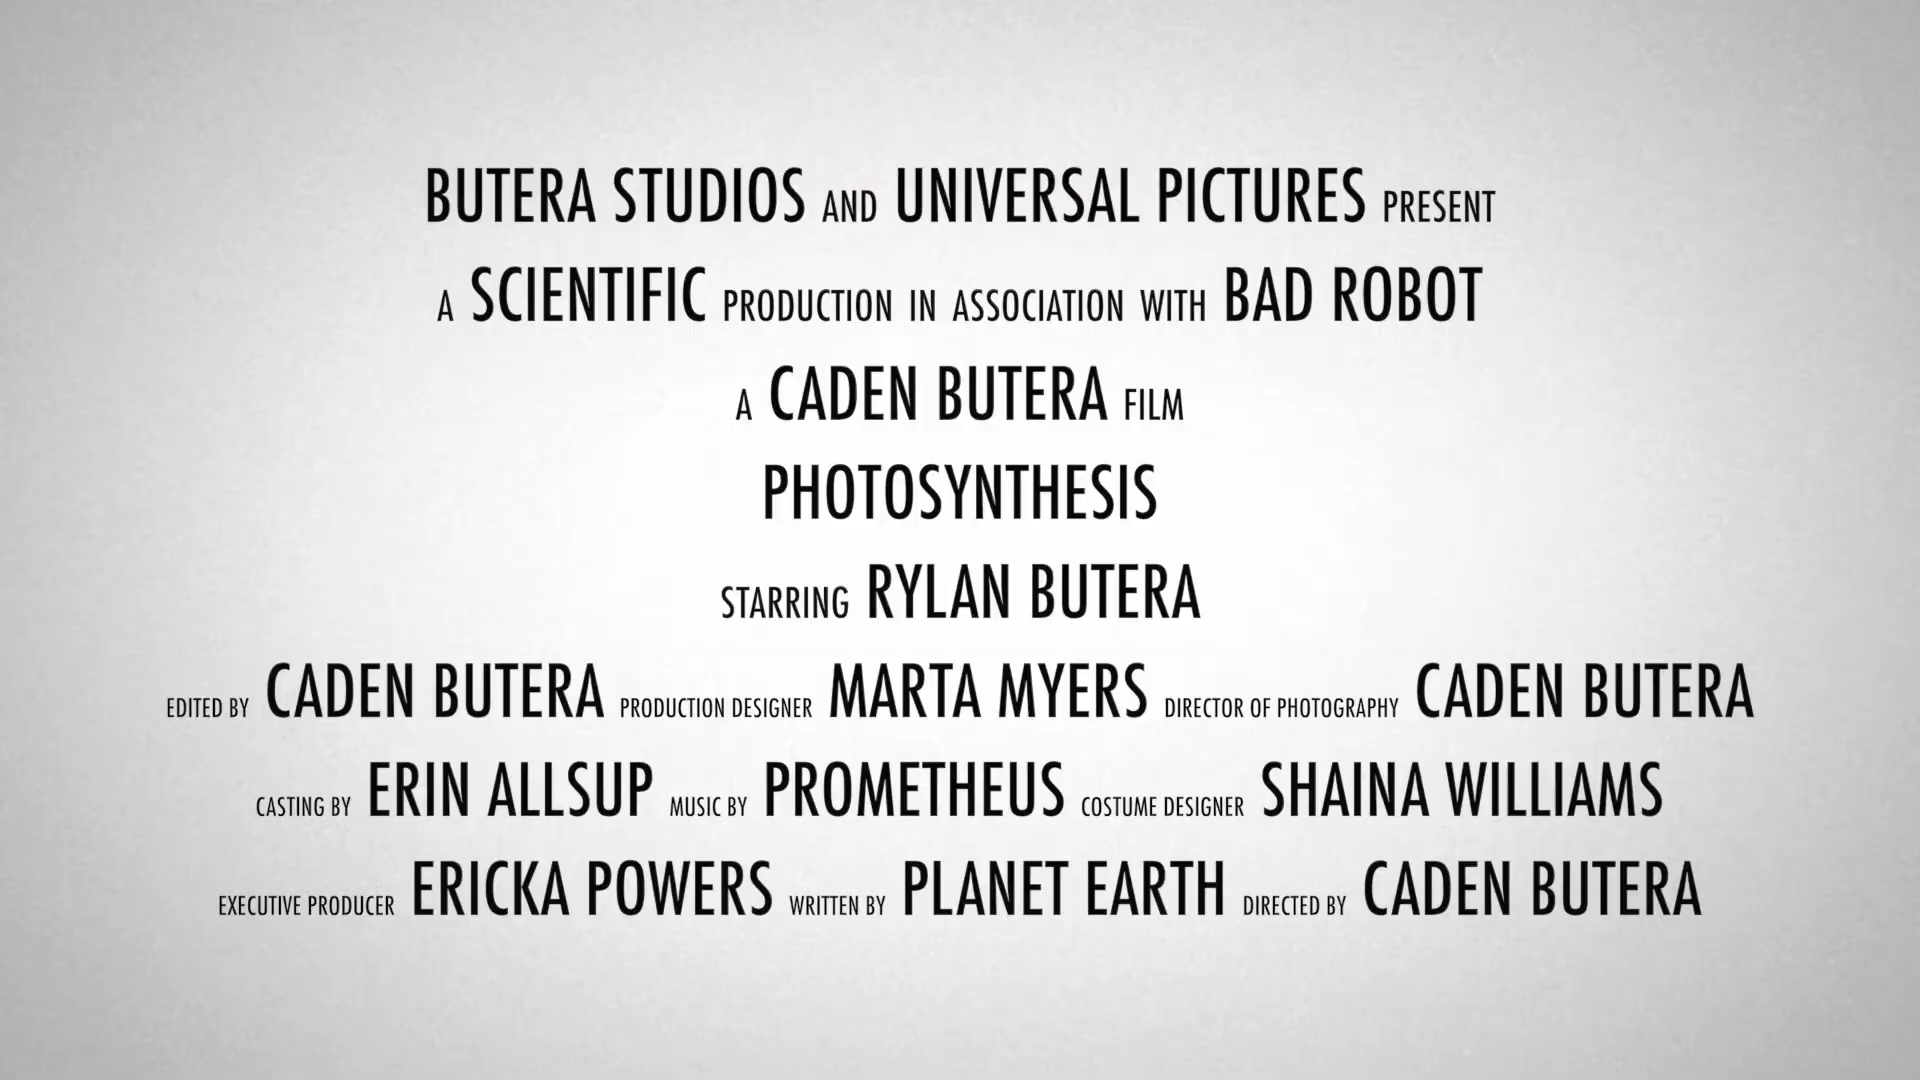 BUTERA STUDIOS AND UNIVERSAL PICTURES PRESENT
A SCIENTIFIC PRODUCTION IN ASSOCIATION WITH BAD ROBOT
A CADEN BUTERA FILM
PHOTOSYNTHESIS
STARRING RYLAN BUTERA
EDITED BY CADEN BUTERA PRODUCTION DESIGNER MARTA MYERS DIRECTOR OF PHOTOGRAPHY CADEN BUTERA
CASTING BY ERIN ALLSUP MUSIC BY PROMETHEUS COSTUME DESIGNER SHAINA WILLIAMS
EXECUTIVE PRODUCER ERICKA POWERS WRITTEN BY PLANET EARTH DIRECTED BY CADEN BUTERA